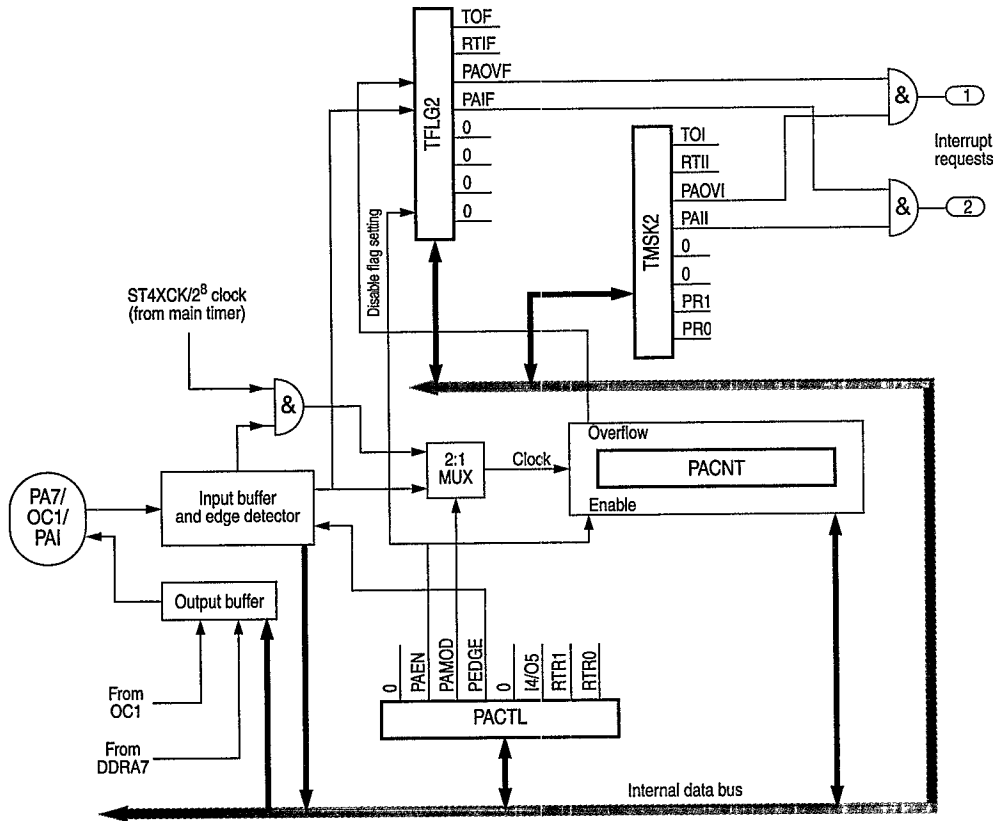 TOF
RTIF
PAOVF
PAIF
0
0
0
0
TFLG2
&
1
Interrupt
requests
&
2
TOI
RTII
PAOVI
PAII
0
0
PR1
PR0
TMSK2
Disable flag setting
ST4XCK/2⁸ clock
(from main timer)
&
2:1
MUX
Clock
Overflow
PACNT
Enable
PA7/
OC1/
PAI
Input buffer
and edge detector
Output buffer
From
OC1
From
DDRA7
0
PAEN
PAMOD
PEDGE
0
I4/O5
RTR1
RTR0
PACTL
Internal data bus